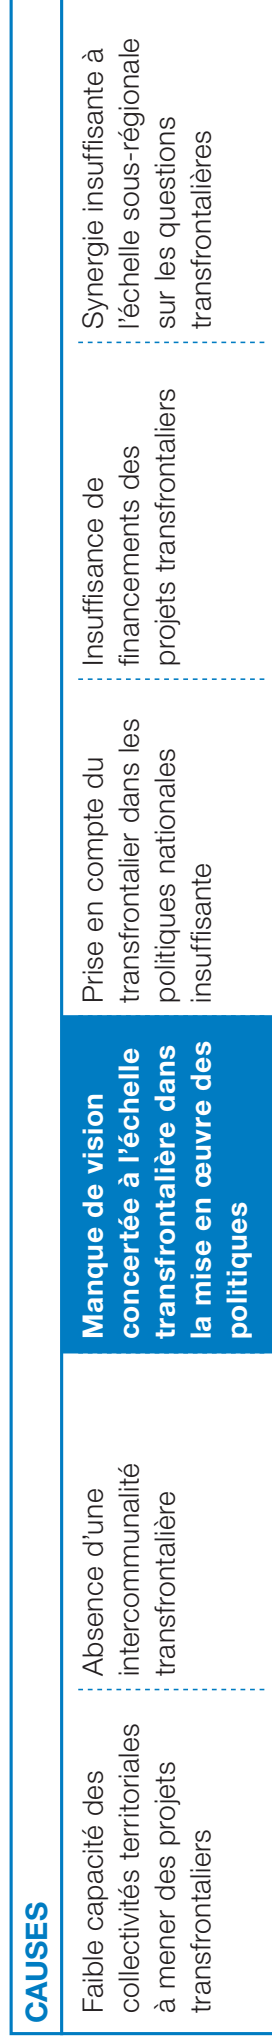 CAUSES
Faible capacité des
collectivités territoriales
à mener des projets
transfrontaliers
Absence d'une
intercommunalité
transfrontalière
Manque de vision
concertée à l'échelle
transfrontalière dans
la mise en œuvre des
politiques
Prise en compte du
transfrontalier dans les
politiques nationales
insuffisante
Insuffisance de
financements des
projets transfrontaliers
Synergie insuffisante à
l'échelle sous-régionale
sur les questions
transfrontalières